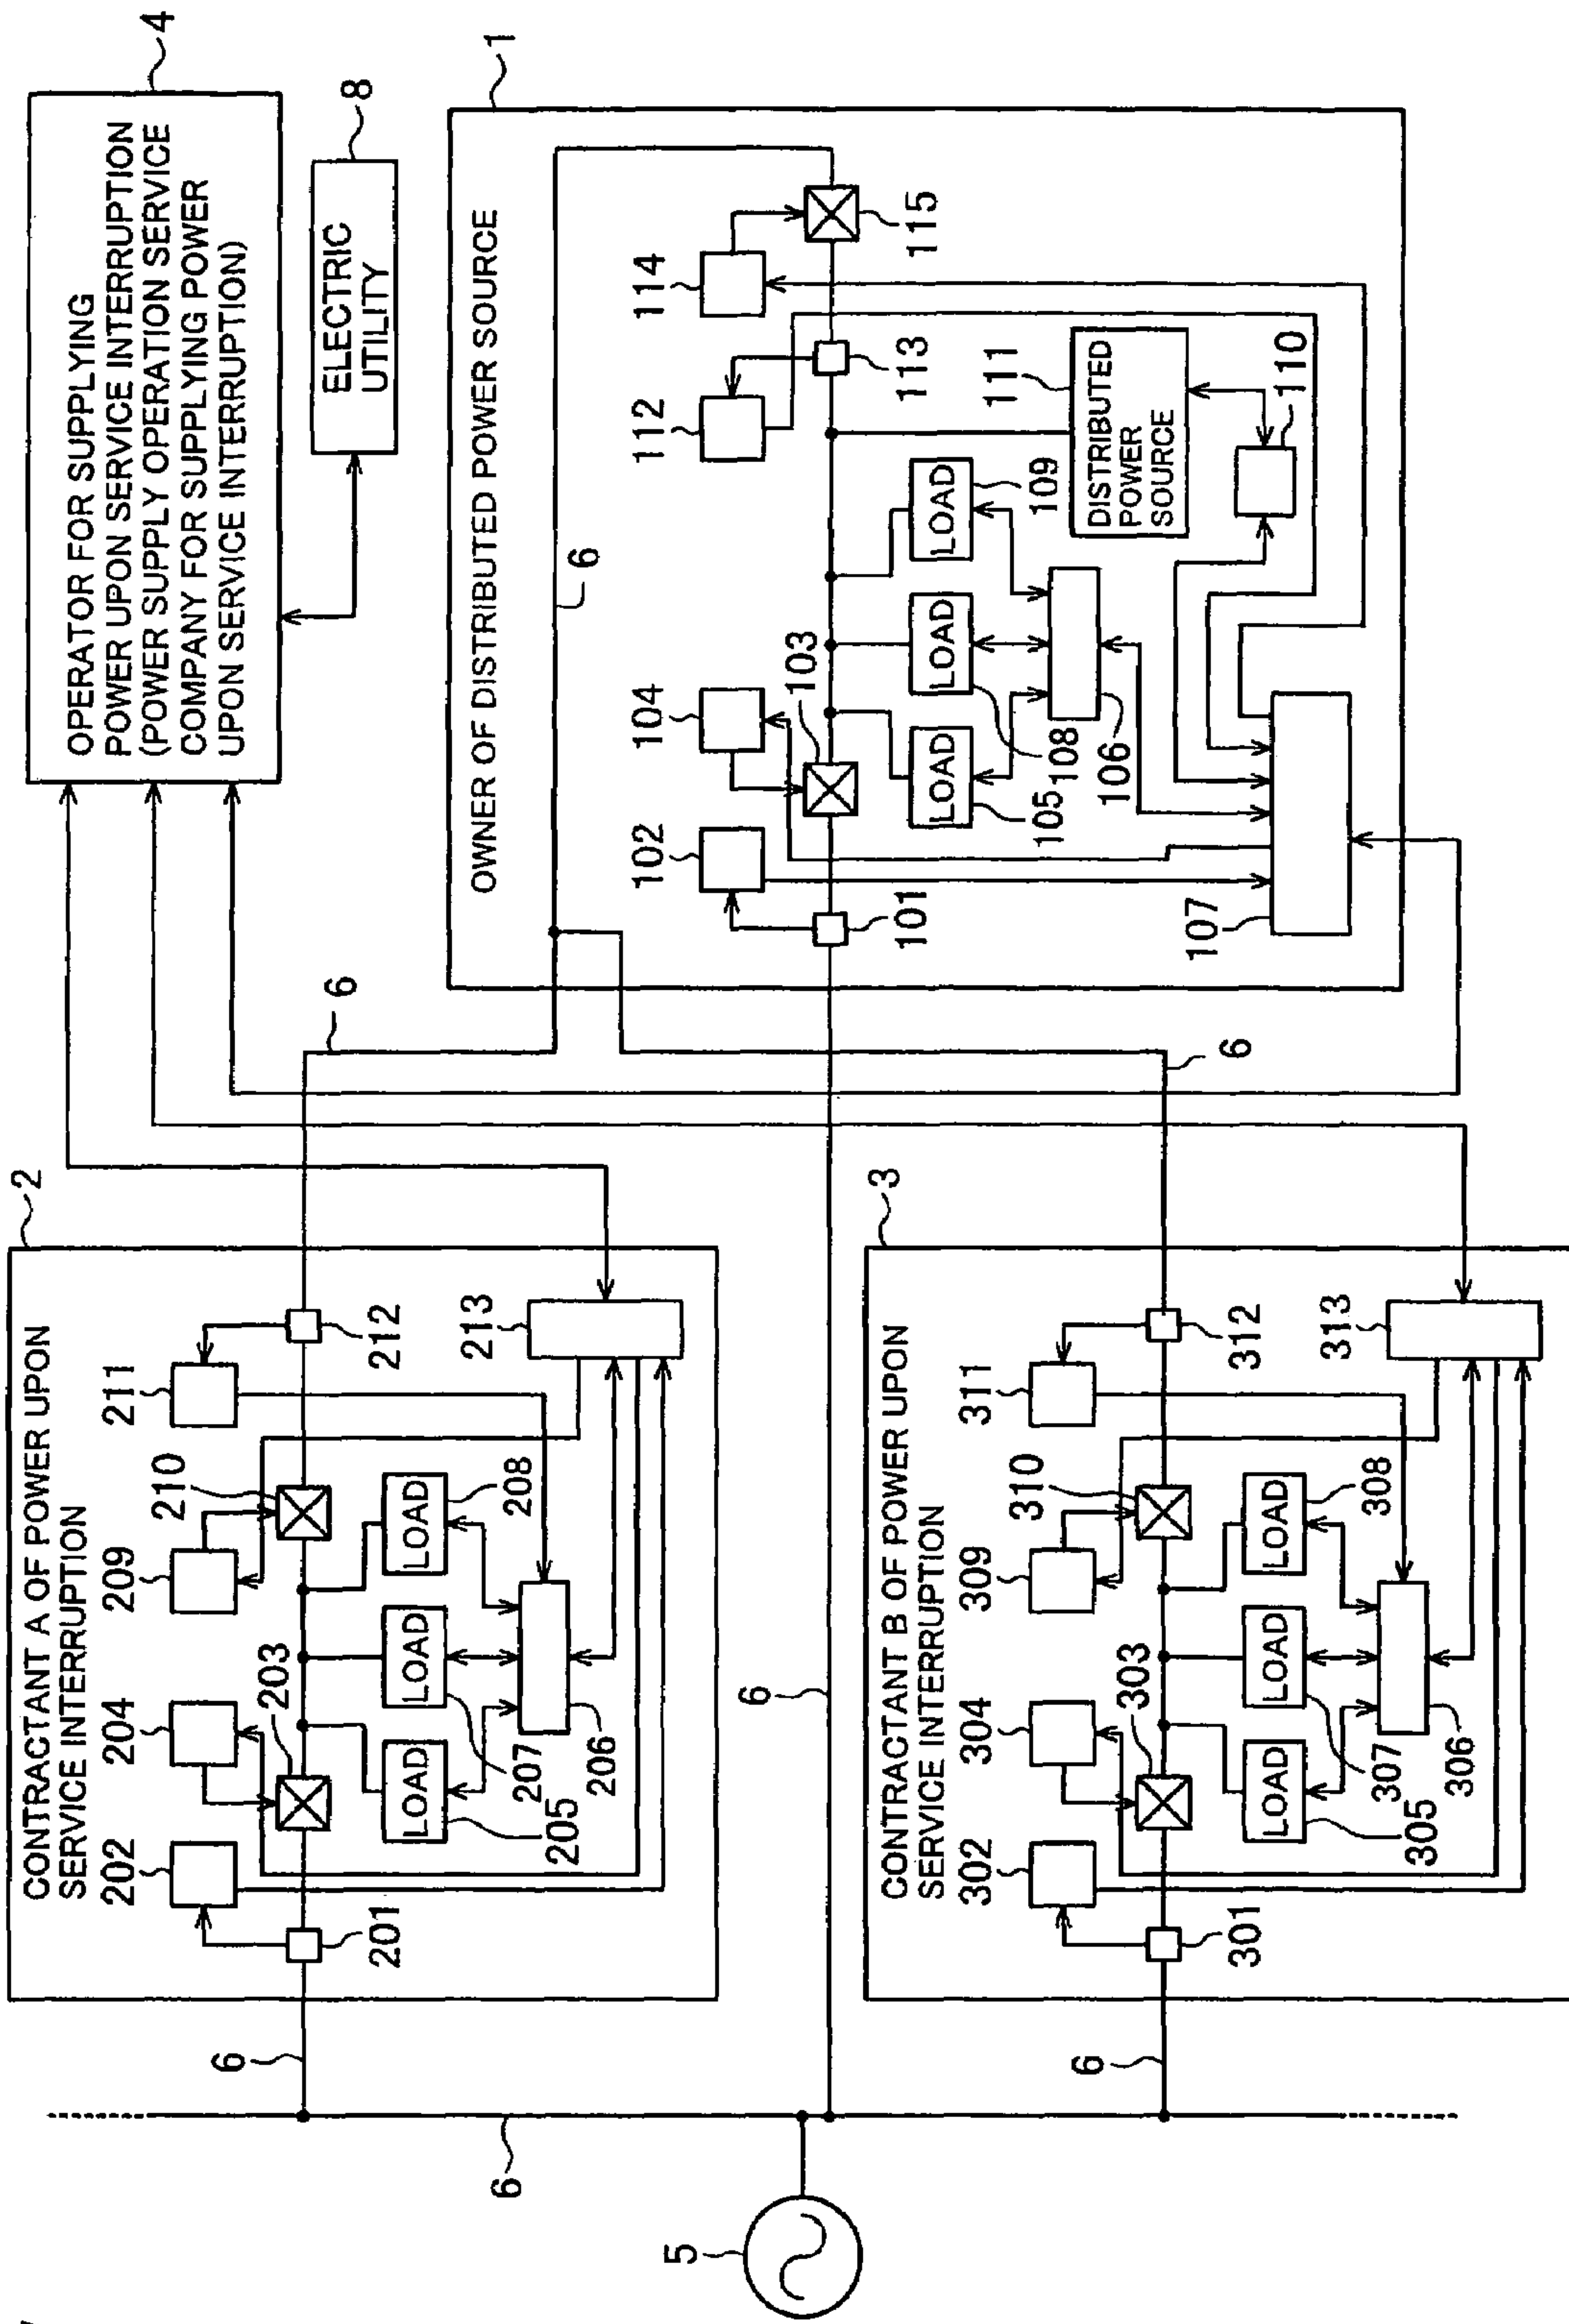 OPERATOR FOR SUPPLYING
POWER UPON SERVICE INTERRUPTION
(POWER SUPPLY OPERATION SERVICE
COMPANY FOR SUPPLYING POWER
UPON SERVICE INTERRUPTION)
4
ELECTRIC
UTILITY
8
CONTRACTANT A OF POWER UPON
SERVICE INTERRUPTION
2
202
204
209
211
201
203
210
212
LOAD
LOAD
LOAD
205
207
208
206
213
6
6
OWNER OF DISTRIBUTED POWER SOURCE
1
6
102
104
112
114
101
103
113
115
LOAD
LOAD
LOAD
105
108
109
106
DISTRIBUTED
POWER
SOURCE
111
110
107
5
6
6
CONTRACTANT B OF POWER UPON
SERVICE INTERRUPTION
3
302
304
309
311
301
303
310
312
LOAD
LOAD
LOAD
305
307
308
306
313
6
6